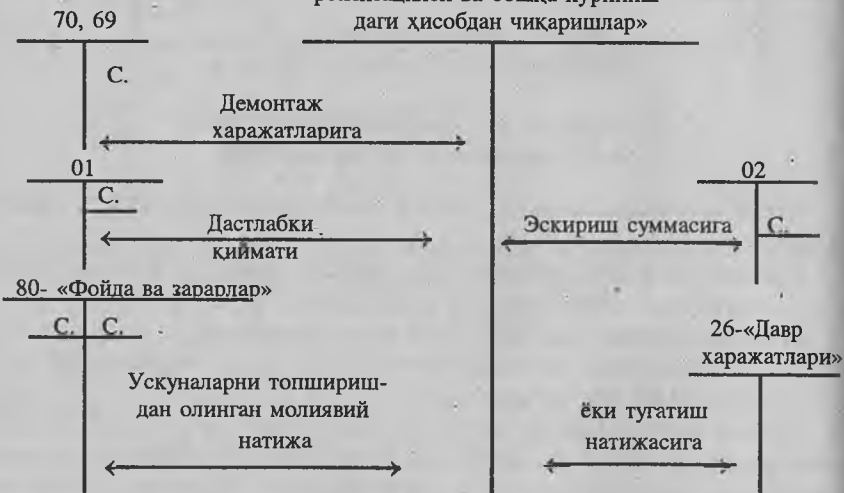 70, 69
даги ҳисобдан чиқаришлар»
С.
Демонтаж
харажатларига
01
02
С.
Дастлабки
қиймати
Эскириш суммасига
С.
80- «Фойда ва зарарлар»
С. С.
26-«Давр
харажатлари»
Ускуналарни топшириш-
дан олинган молиявий
натижа
ёки тугатиш
натижасига